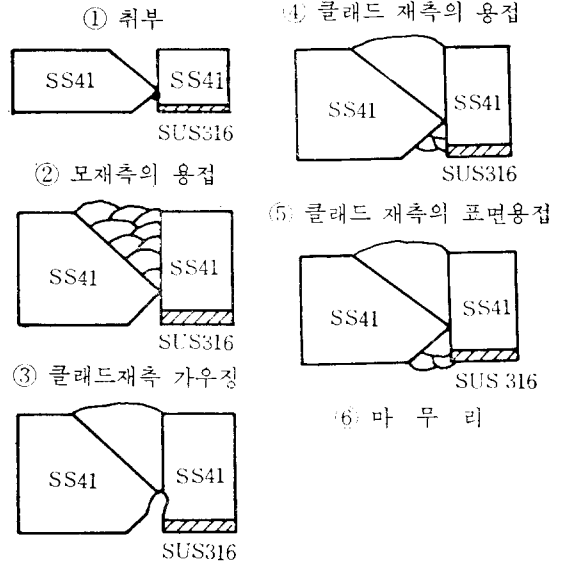 ① 취부
SS41 SS41
SUS316
② 모재측의 용접
SS41 SS41
SUS316
③ 클래드재측 가우징
SS41 SS41
SUS316
④ 클래드 재측의 용접
SS41 SS41
SUS316
⑤ 클래드 재측의 표면용접
SS41 SS41
SUS 316
⑥ 마 무 리